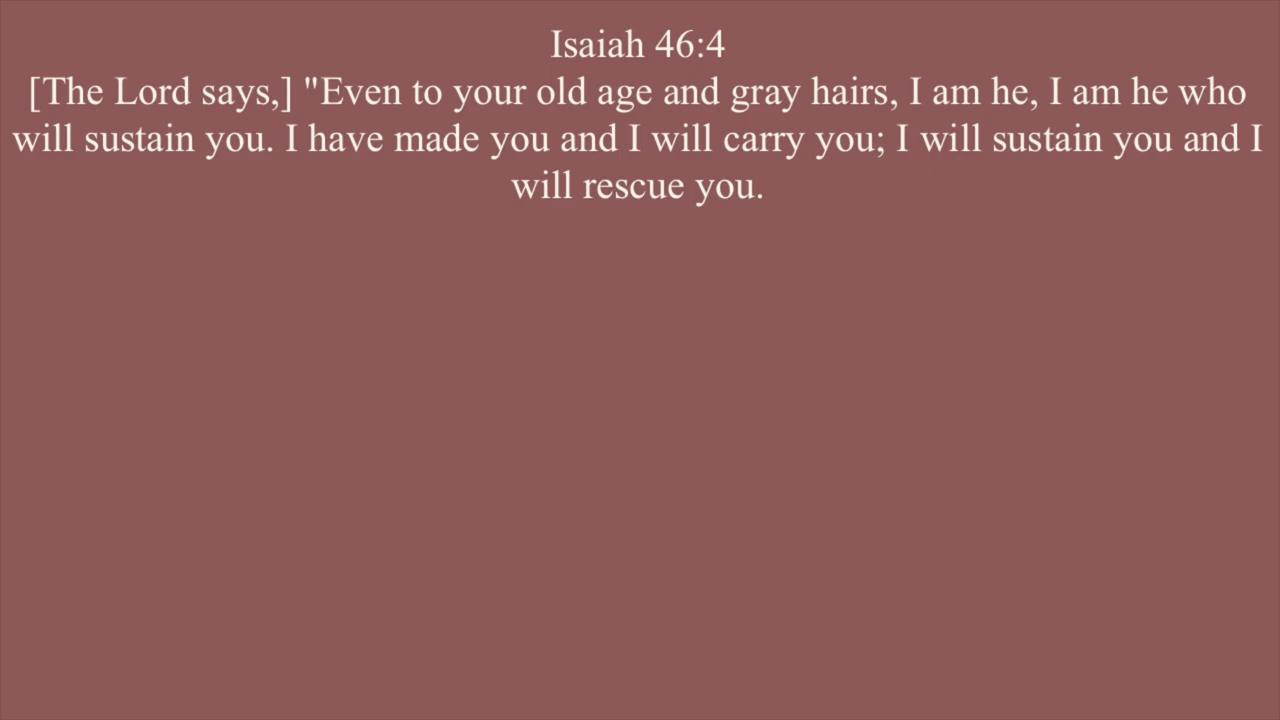 Isaiah 46:4
[The Lord says,] "Even to your old age and gray hairs, I am he, I am he who
will sustain you. I have made you and I will carry you; I will sustain you and I
will rescue you.